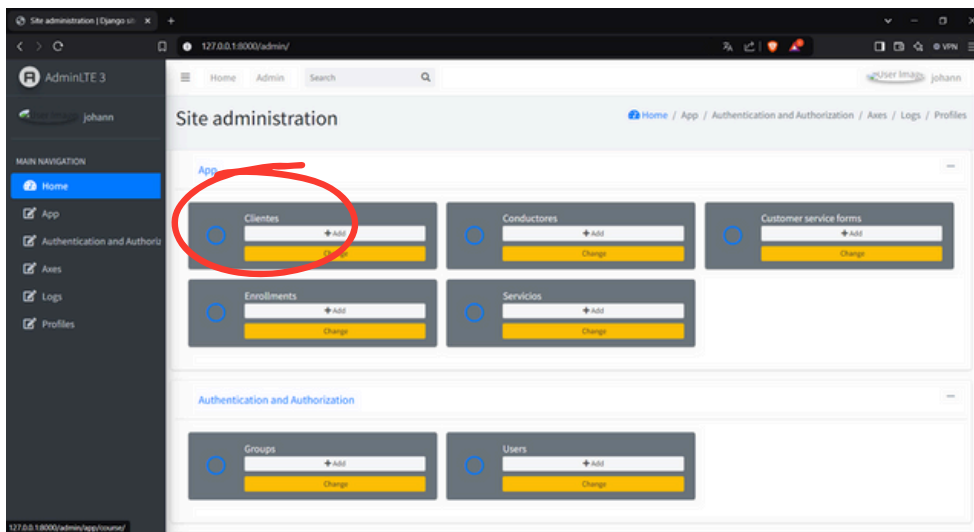 Site administration | Django sit
127.0.0.1:8000/admin/
VPN
AdminLTE 3
Home Admin Search
User Image johann
johann
Site administration
Home / App / Authentication and Authorization / Axes / Logs / Profiles
MAIN NAVIGATION
Home
App
Authentication and Authoriz
Axes
Logs
Profiles
App
Clientes
+ Add
Change
Conductores
+ Add
Change
Customer service forms
+ Add
Change
Enrollments
+ Add
Change
Servicios
+ Add
Change
Authentication and Authorization
Groups
+ Add
Change
Users
+ Add
Change
127.0.0.1:8000/admin/app/course/